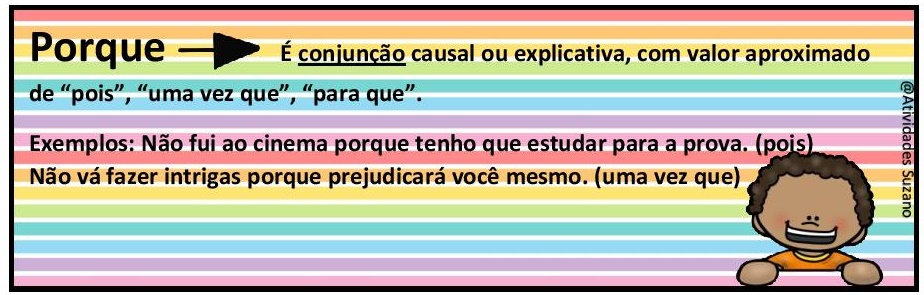 Porque É conjunção causal ou explicativa, com valor aproximado
de “pois”, “uma vez que”, “para que”.
Exemplos: Não fui ao cinema porque tenho que estudar para a prova. (pois)
Não vá fazer intrigas porque prejudicará você mesmo. (uma vez que)
@Atividades Suzano